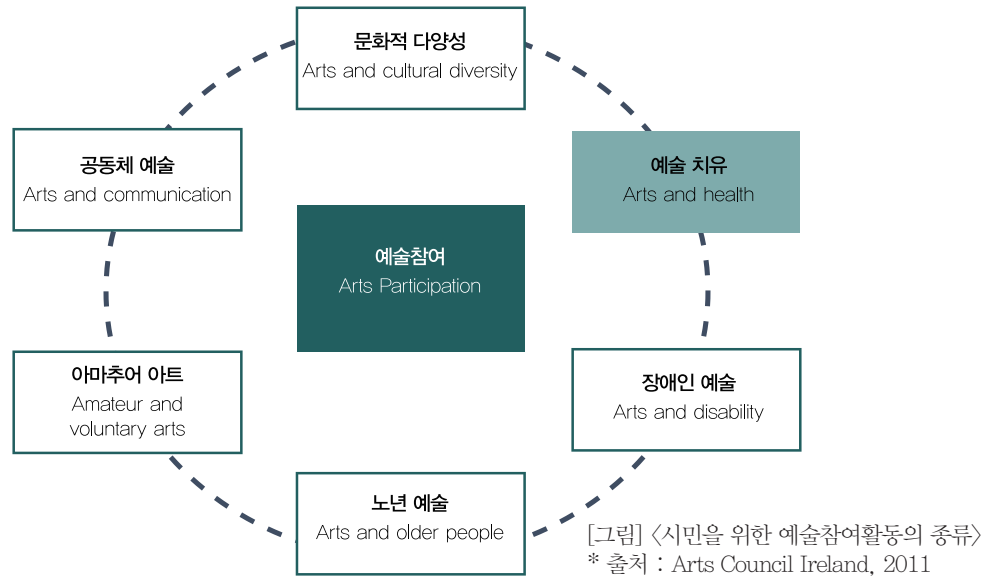 문화적 다양성
Arts and cultural diversity
공동체 예술
Arts and communication
예술 치유
Arts and health
예술참여
Arts Participation
아마추어 아트
Amateur and
voluntary arts
장애인 예술
Arts and disability
노년 예술
Arts and older people
[그림] 〈시민을 위한 예술참여활동의 종류〉
* 출처 : Arts Council Ireland, 2011